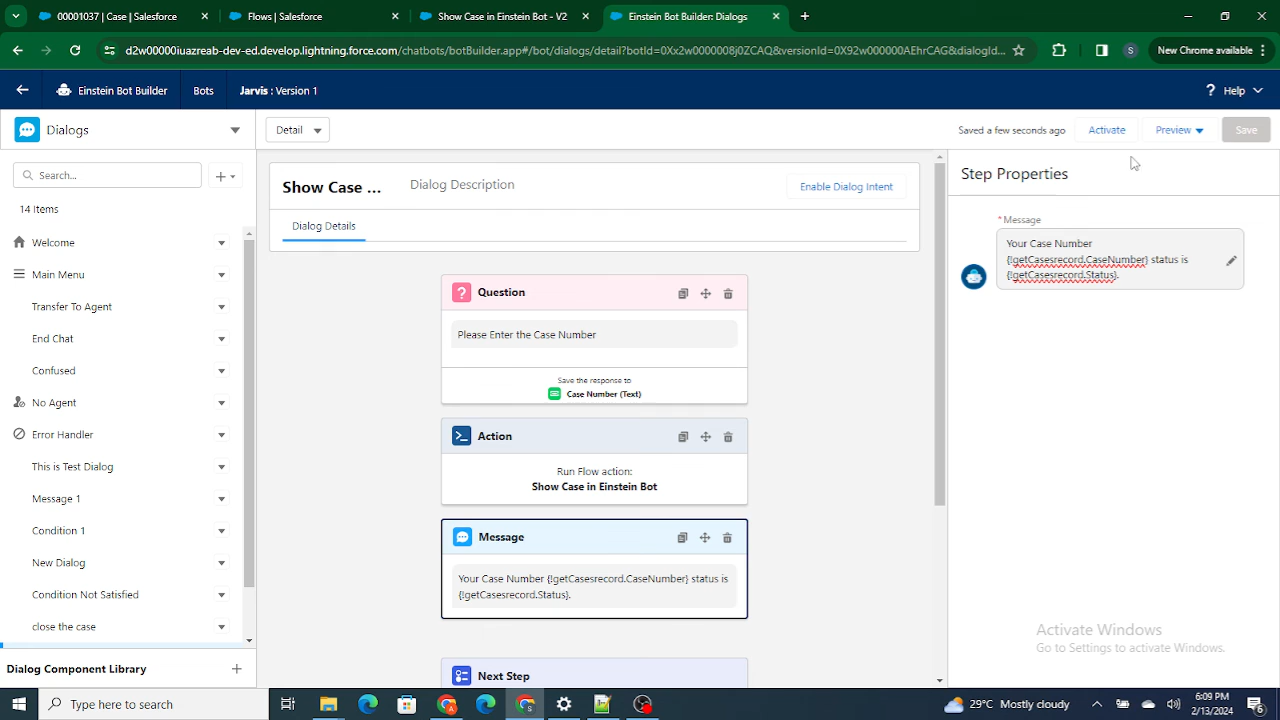 00001037 | Case | Salesforce
Flows | Salesforce
Show Case in Einstein Bot - V2
Einstein Bot Builder: Dialogs
d2w00000iuazreab-dev-ed.develop.lightning.force.com/chatbots/botBuilder.app#/bot/dialogs/detail?botId=0Xx2w0000008j0ZCAQ&versionId=0X92w000000AEhrCAG&dialogId...
S
New Chrome available
Einstein Bot Builder
Bots
Jarvis : Version 1
? Help
Dialogs
Detail
Saved a few seconds ago
Activate
Preview
Save
Search...
14 Items
Welcome
Main Menu
Transfer To Agent
End Chat
Confused
No Agent
Error Handler
This is Test Dialog
Message 1
Condition 1
New Dialog
Condition Not Satisfied
close the case
Dialog Component Library
Show Case ...
Dialog Description
Enable Dialog Intent
Dialog Details
Question
Please Enter the Case Number
Save the response to
Case Number (Text)
Action
Run Flow action:
Show Case in Einstein Bot
Message
Your Case Number {!getCasesrecord.CaseNumber} status is
{!getCasesrecord.Status}.
Next Step
Step Properties
* Message
Your Case Number
{!getCasesrecord.CaseNumber} status is
{!getCasesrecord.Status}.
Activate Windows
Go to Settings to activate Windows.
Type here to search
29°C Mostly cloudy
6:09 PM
2/13/2024
6